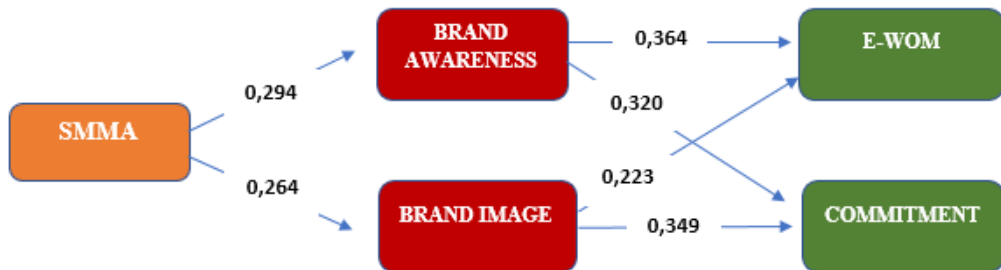 BRAND
AWARENESS
0,364
E-WOM
0,294
0,320
SMMA
0,264
0,223
BRAND IMAGE
0,349
COMMITMENT